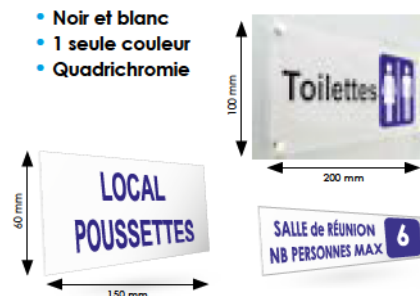 • Noir et blanc
• 1 seule couleur
• Quadrichromie
100 mm
Toilettes
200 mm
60 mm
LOCAL
POUSSETTES
150 mm
SALLE de RÉUNION
NB PERSONNES MAX
6